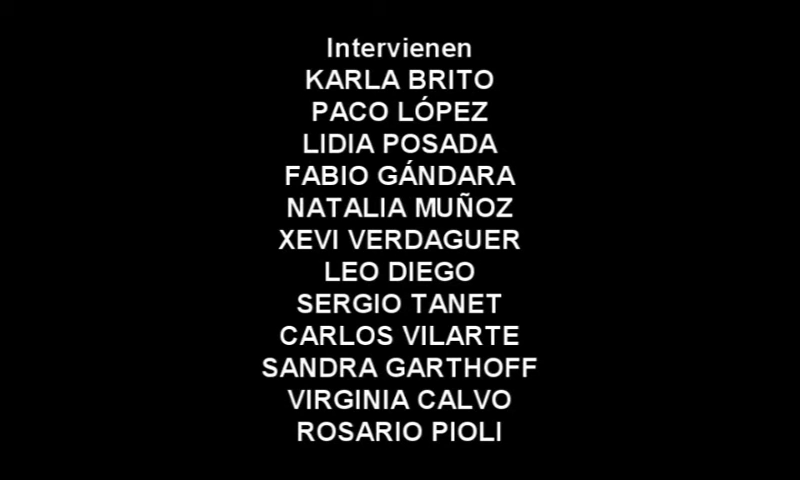 Intervienen
KARLA BRITO
PACO LÓPEZ
LIDIA POSADA
FABIO GÁNDARA
NATALIA MUÑOZ
XEVI VERDAGUER
LEO DIEGO
SERGIO TANET
CARLOS VILARTE
SANDRA GARTHOFF
VIRGINIA CALVO
ROSARIO PIOLI